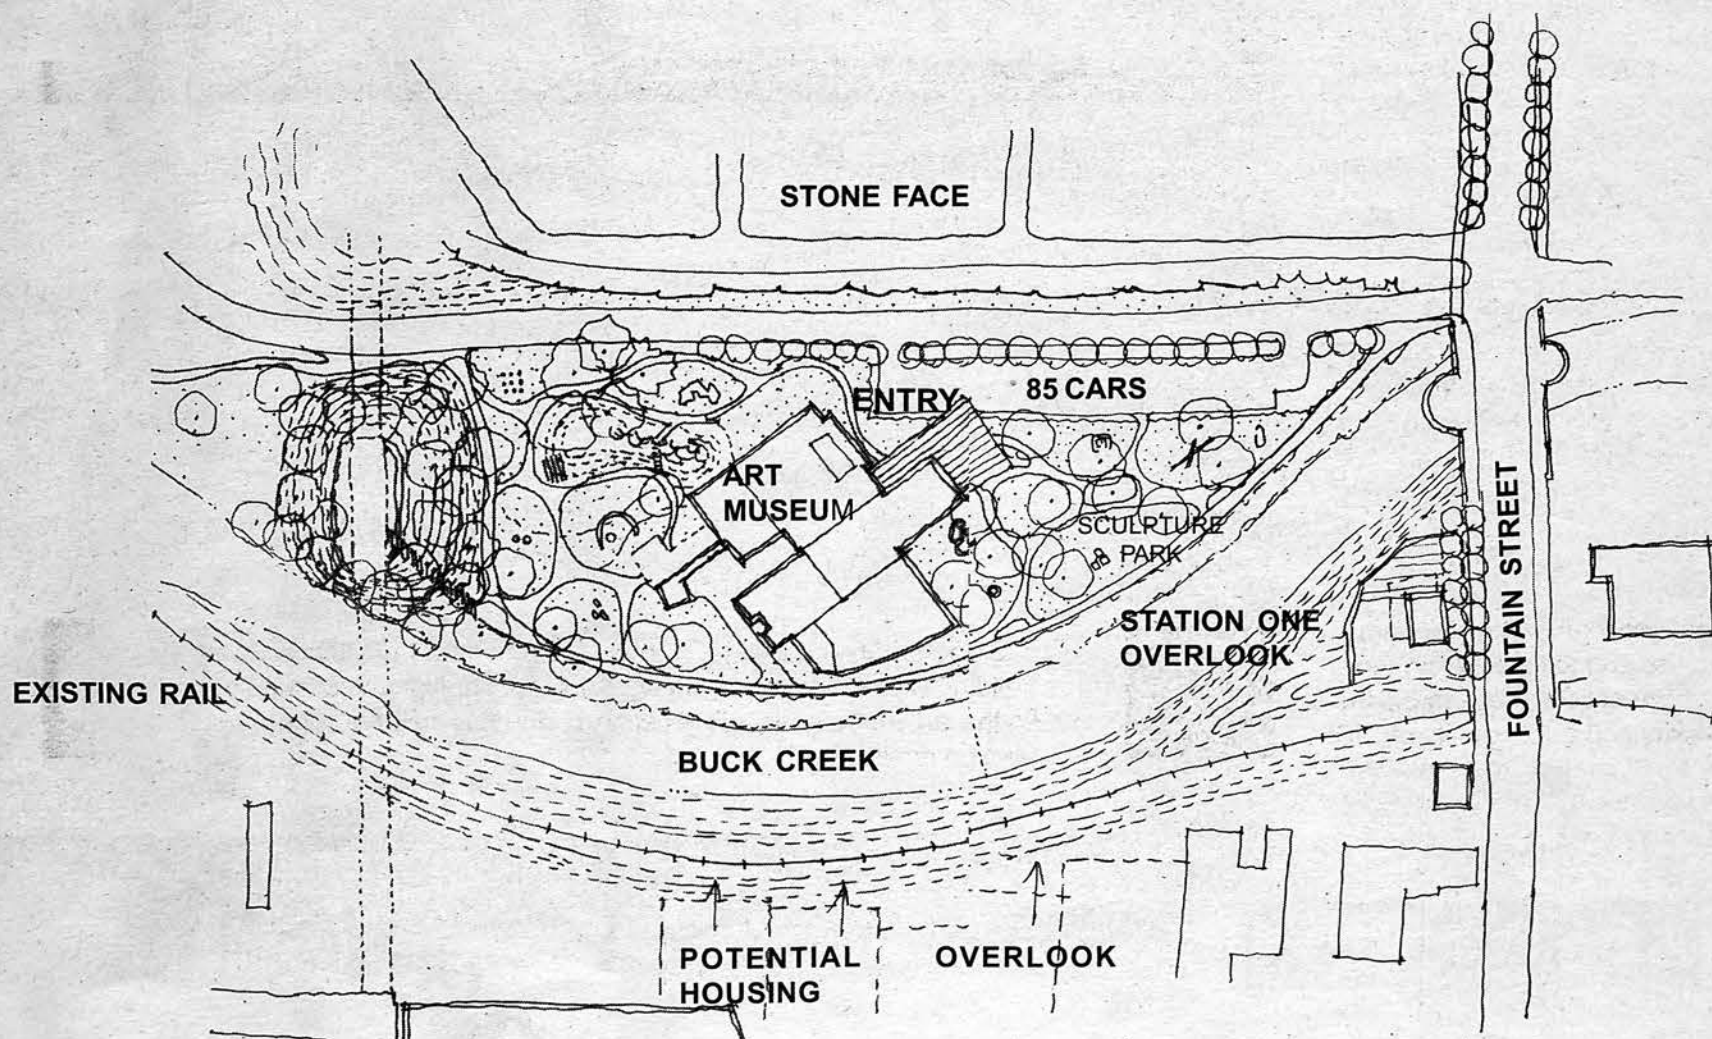 STONE FACE
ENTRY
85 CARS
ART
MUSEUM
SCULPTURE
PARK
FOUNTAIN STREET
STATION ONE
OVERLOOK
EXISTING RAIL
BUCK CREEK
POTENTIAL
HOUSING
OVERLOOK